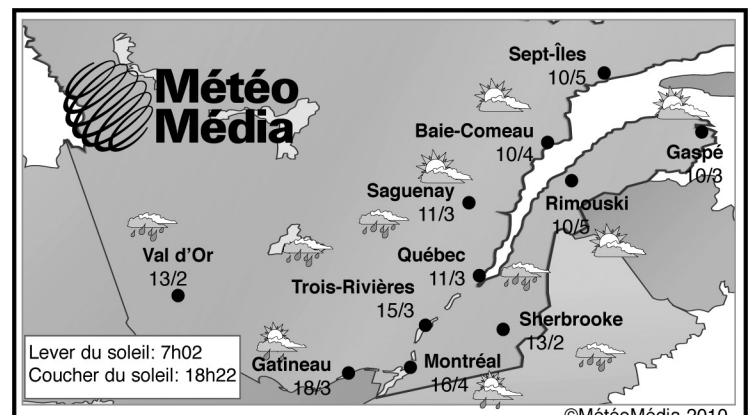 Météo
Média
Sept-Îles
10/5
Baie-Comeau
10/4
Gaspé
10/3
Saguenay
11/3
Rimouski
10/5
Val d'Or
13/2
Québec
11/3
Trois-Rivières
15/3
Sherbrooke
13/2
Lever du soleil: 7h02
Coucher du soleil: 18h22
Gatineau
18/3
Montréal
16/4
©MétéoMédia 2010